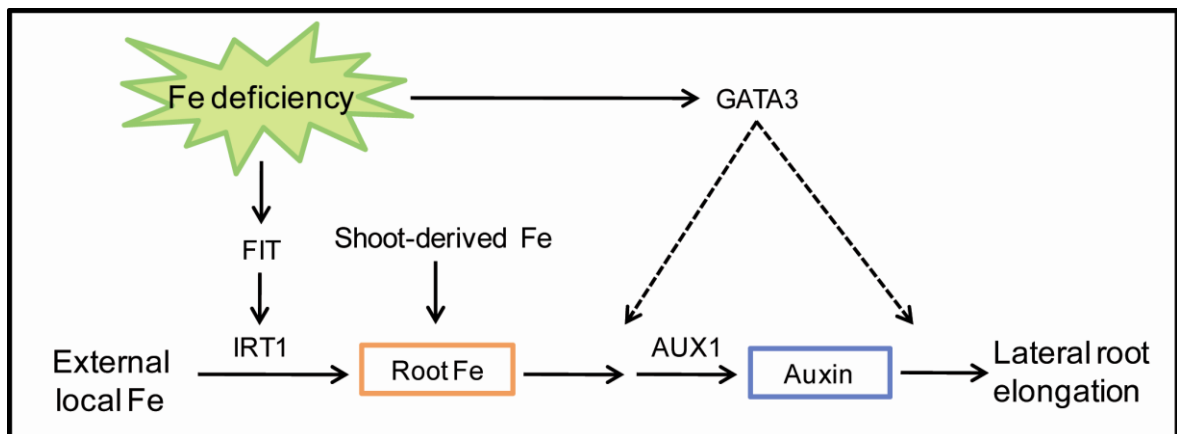 Fe deficiency
GATA3
FIT
Shoot-derived Fe
External
local Fe
IRT1
Root Fe
AUX1
Auxin
Lateral root
elongation